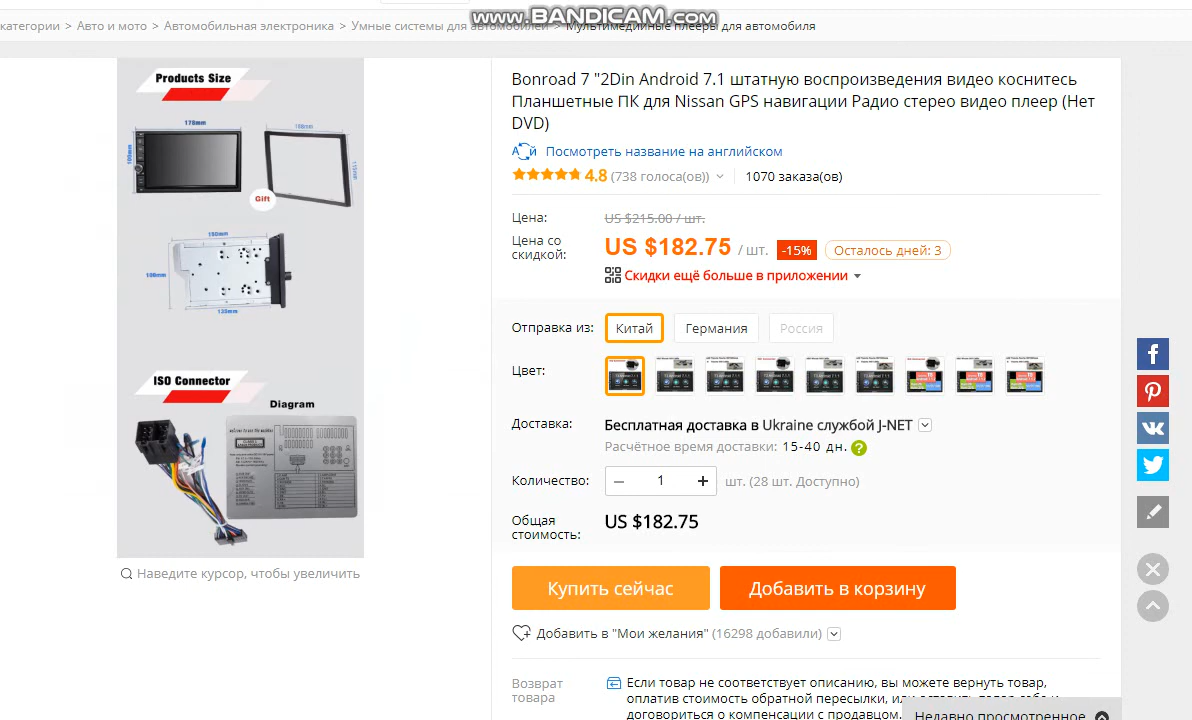 www.BANDICAM.com
категории > Авто и мото > Автомобильная электроника > Умные системы для автомобилей > Мультимедийные плееры для автомобиля
Products Size
178mm
100mm
Gift
ISO Connector
Diagram
Наведите курсор, чтобы увеличить
Bonroad 7 "2Din Android 7.1 штатную воспроизведения видео коснитесь
Планшетные ПК для Nissan GPS навигации Радио стерео видео плеер (Нет
DVD)
Посмотреть название на английском
4.8 (738 голоса(ов)) 1070 заказа(ов)
Цена: US $215.00 / шт.
Цена со
скидкой: US $182.75 / шт. -15% Осталось дней: 3
Скидки ещё больше в приложении
Отправка из: Китай Германия Россия
Цвет:
Доставка: Бесплатная доставка в Ukraine службой J-NET
Расчётное время доставки: 15-40 дн. ?
Количество: – 1 + шт. (28 шт. Доступно)
Общая
стоимость: US $182.75
Купить сейчас Добавить в корзину
Добавить в "Мои желания" (16298 добавили)
Возврат
товара
Если товар не соответствует описанию, вы можете вернуть товар,
оплатив стоимость обратной пересылки, или
договориться о компенсации с продавцом.
Недавно просмотренное